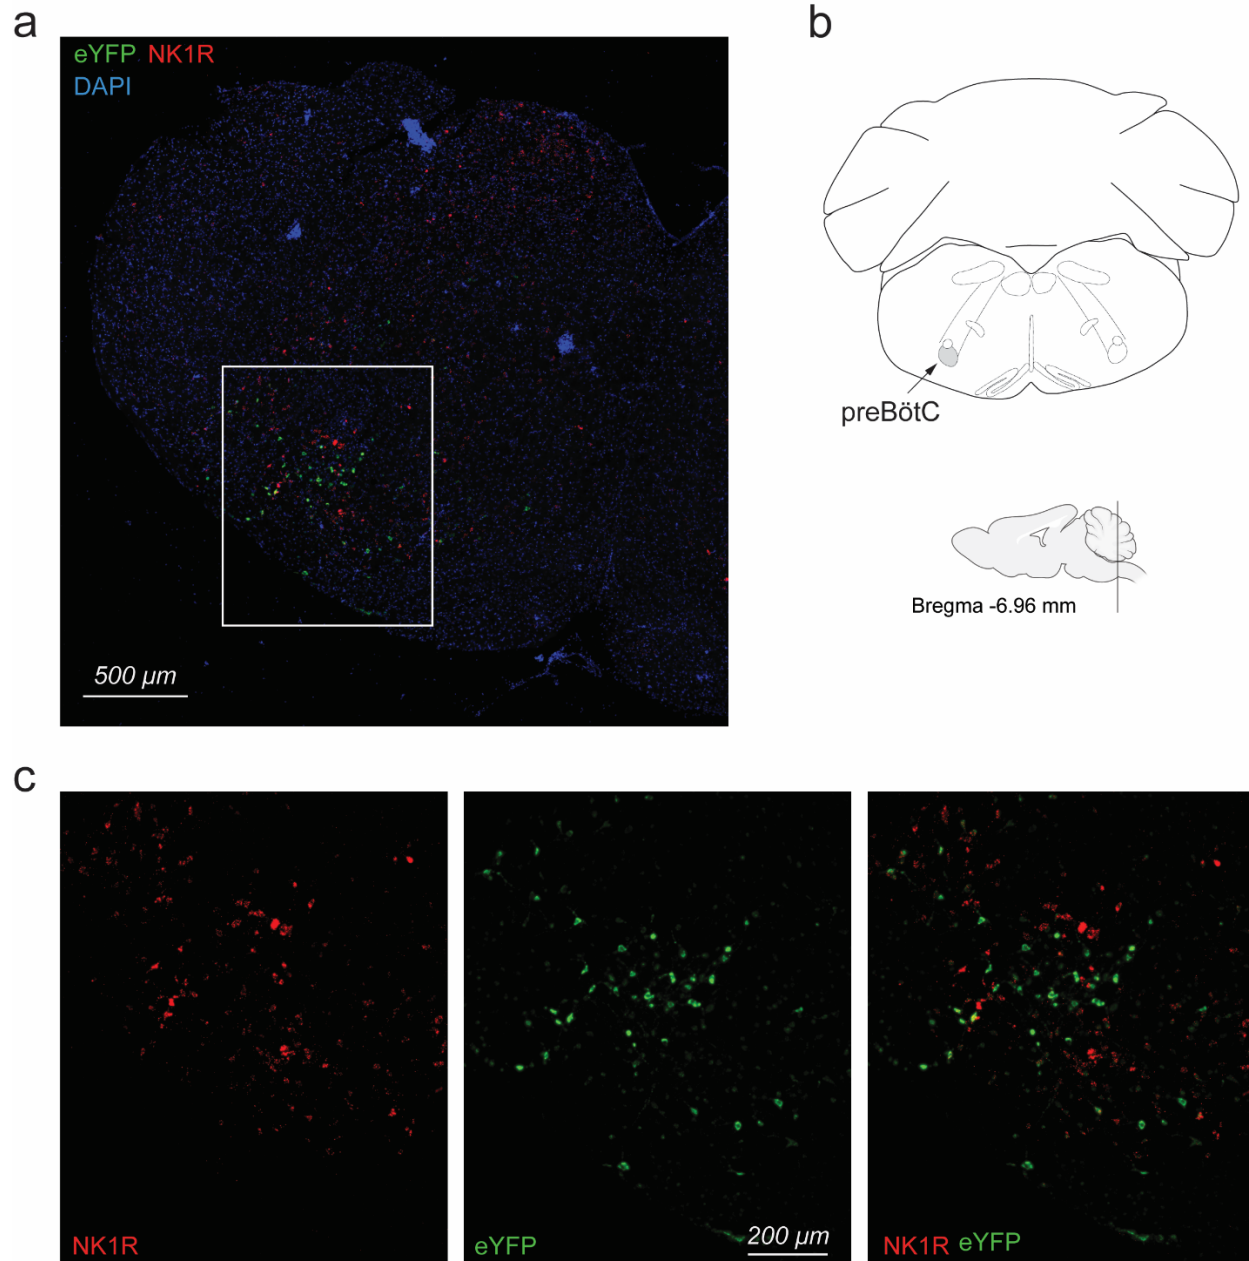 a
eYFP NK1R
DAPI
500 µm
b
preBötC
Bregma -6.96 mm
c
NK1R
eYFP
200 µm
NK1R eYFP